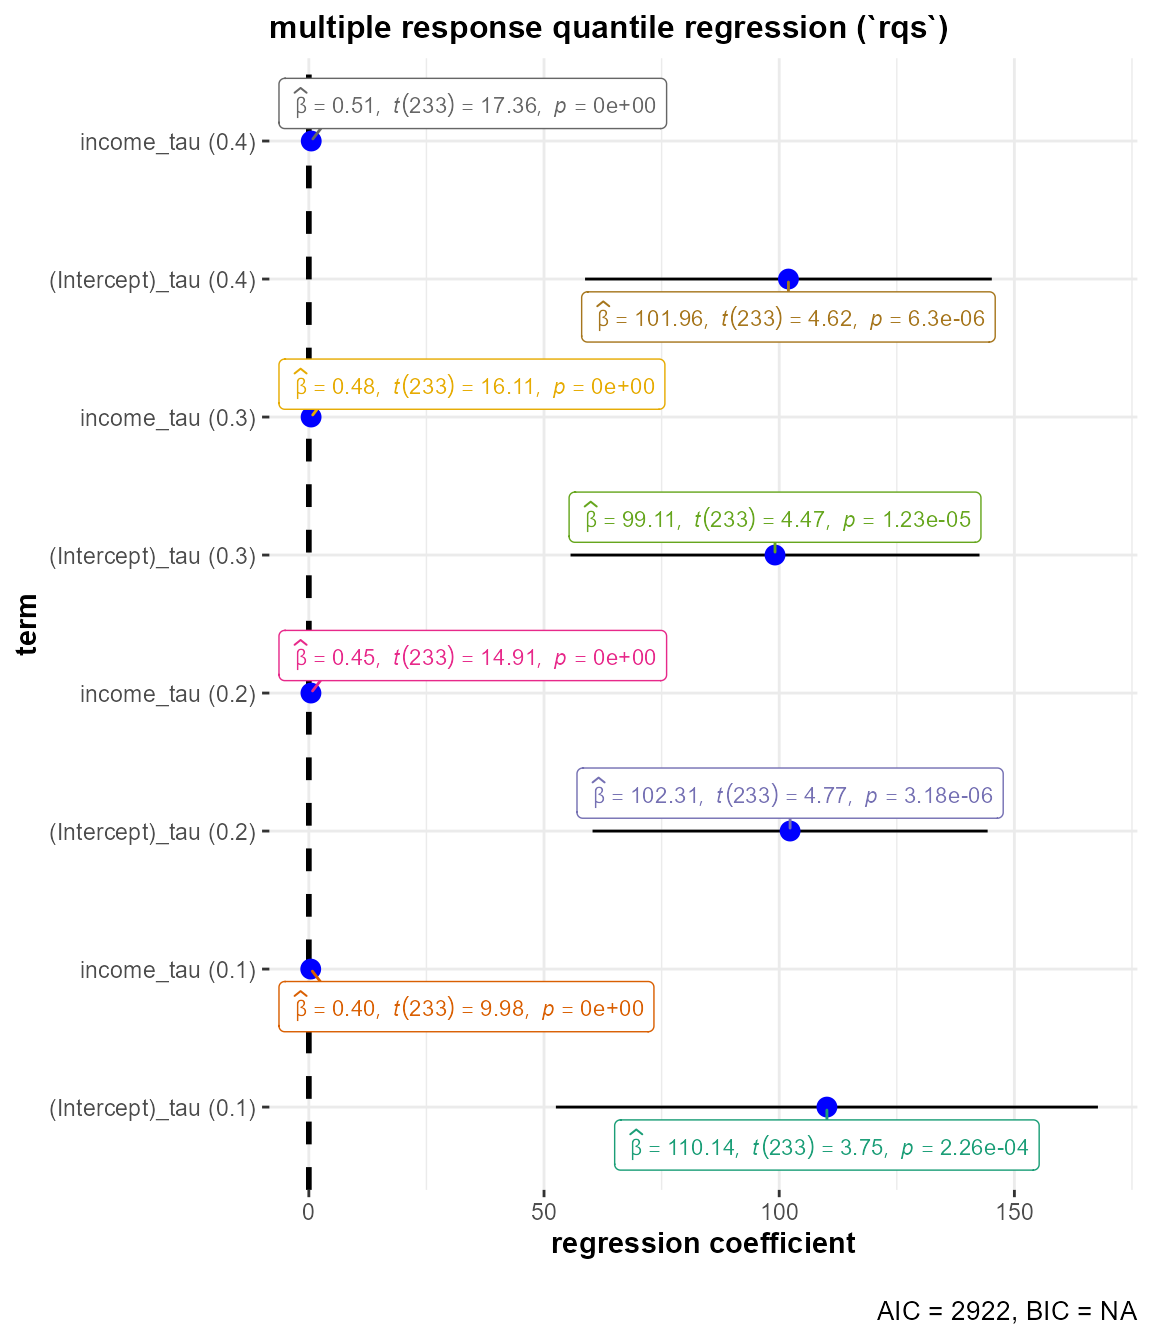 multiple response quantile regression (`rqs`)
β̂ = 0.51, t(233) = 17.36, p = 0e+00
income_tau (0.4)
(Intercept)_tau (0.4)
β̂ = 101.96, t(233) = 4.62, p = 6.3e-06
β̂ = 0.48, t(233) = 16.11, p = 0e+00
income_tau (0.3)
β̂ = 99.11, t(233) = 4.47, p = 1.23e-05
(Intercept)_tau (0.3)
term
β̂ = 0.45, t(233) = 14.91, p = 0e+00
income_tau (0.2)
β̂ = 102.31, t(233) = 4.77, p = 3.18e-06
(Intercept)_tau (0.2)
income_tau (0.1)
β̂ = 0.40, t(233) = 9.98, p = 0e+00
(Intercept)_tau (0.1)
β̂ = 110.14, t(233) = 3.75, p = 2.26e-04
0 50 100 150
regression coefficient
AIC = 2922, BIC = NA